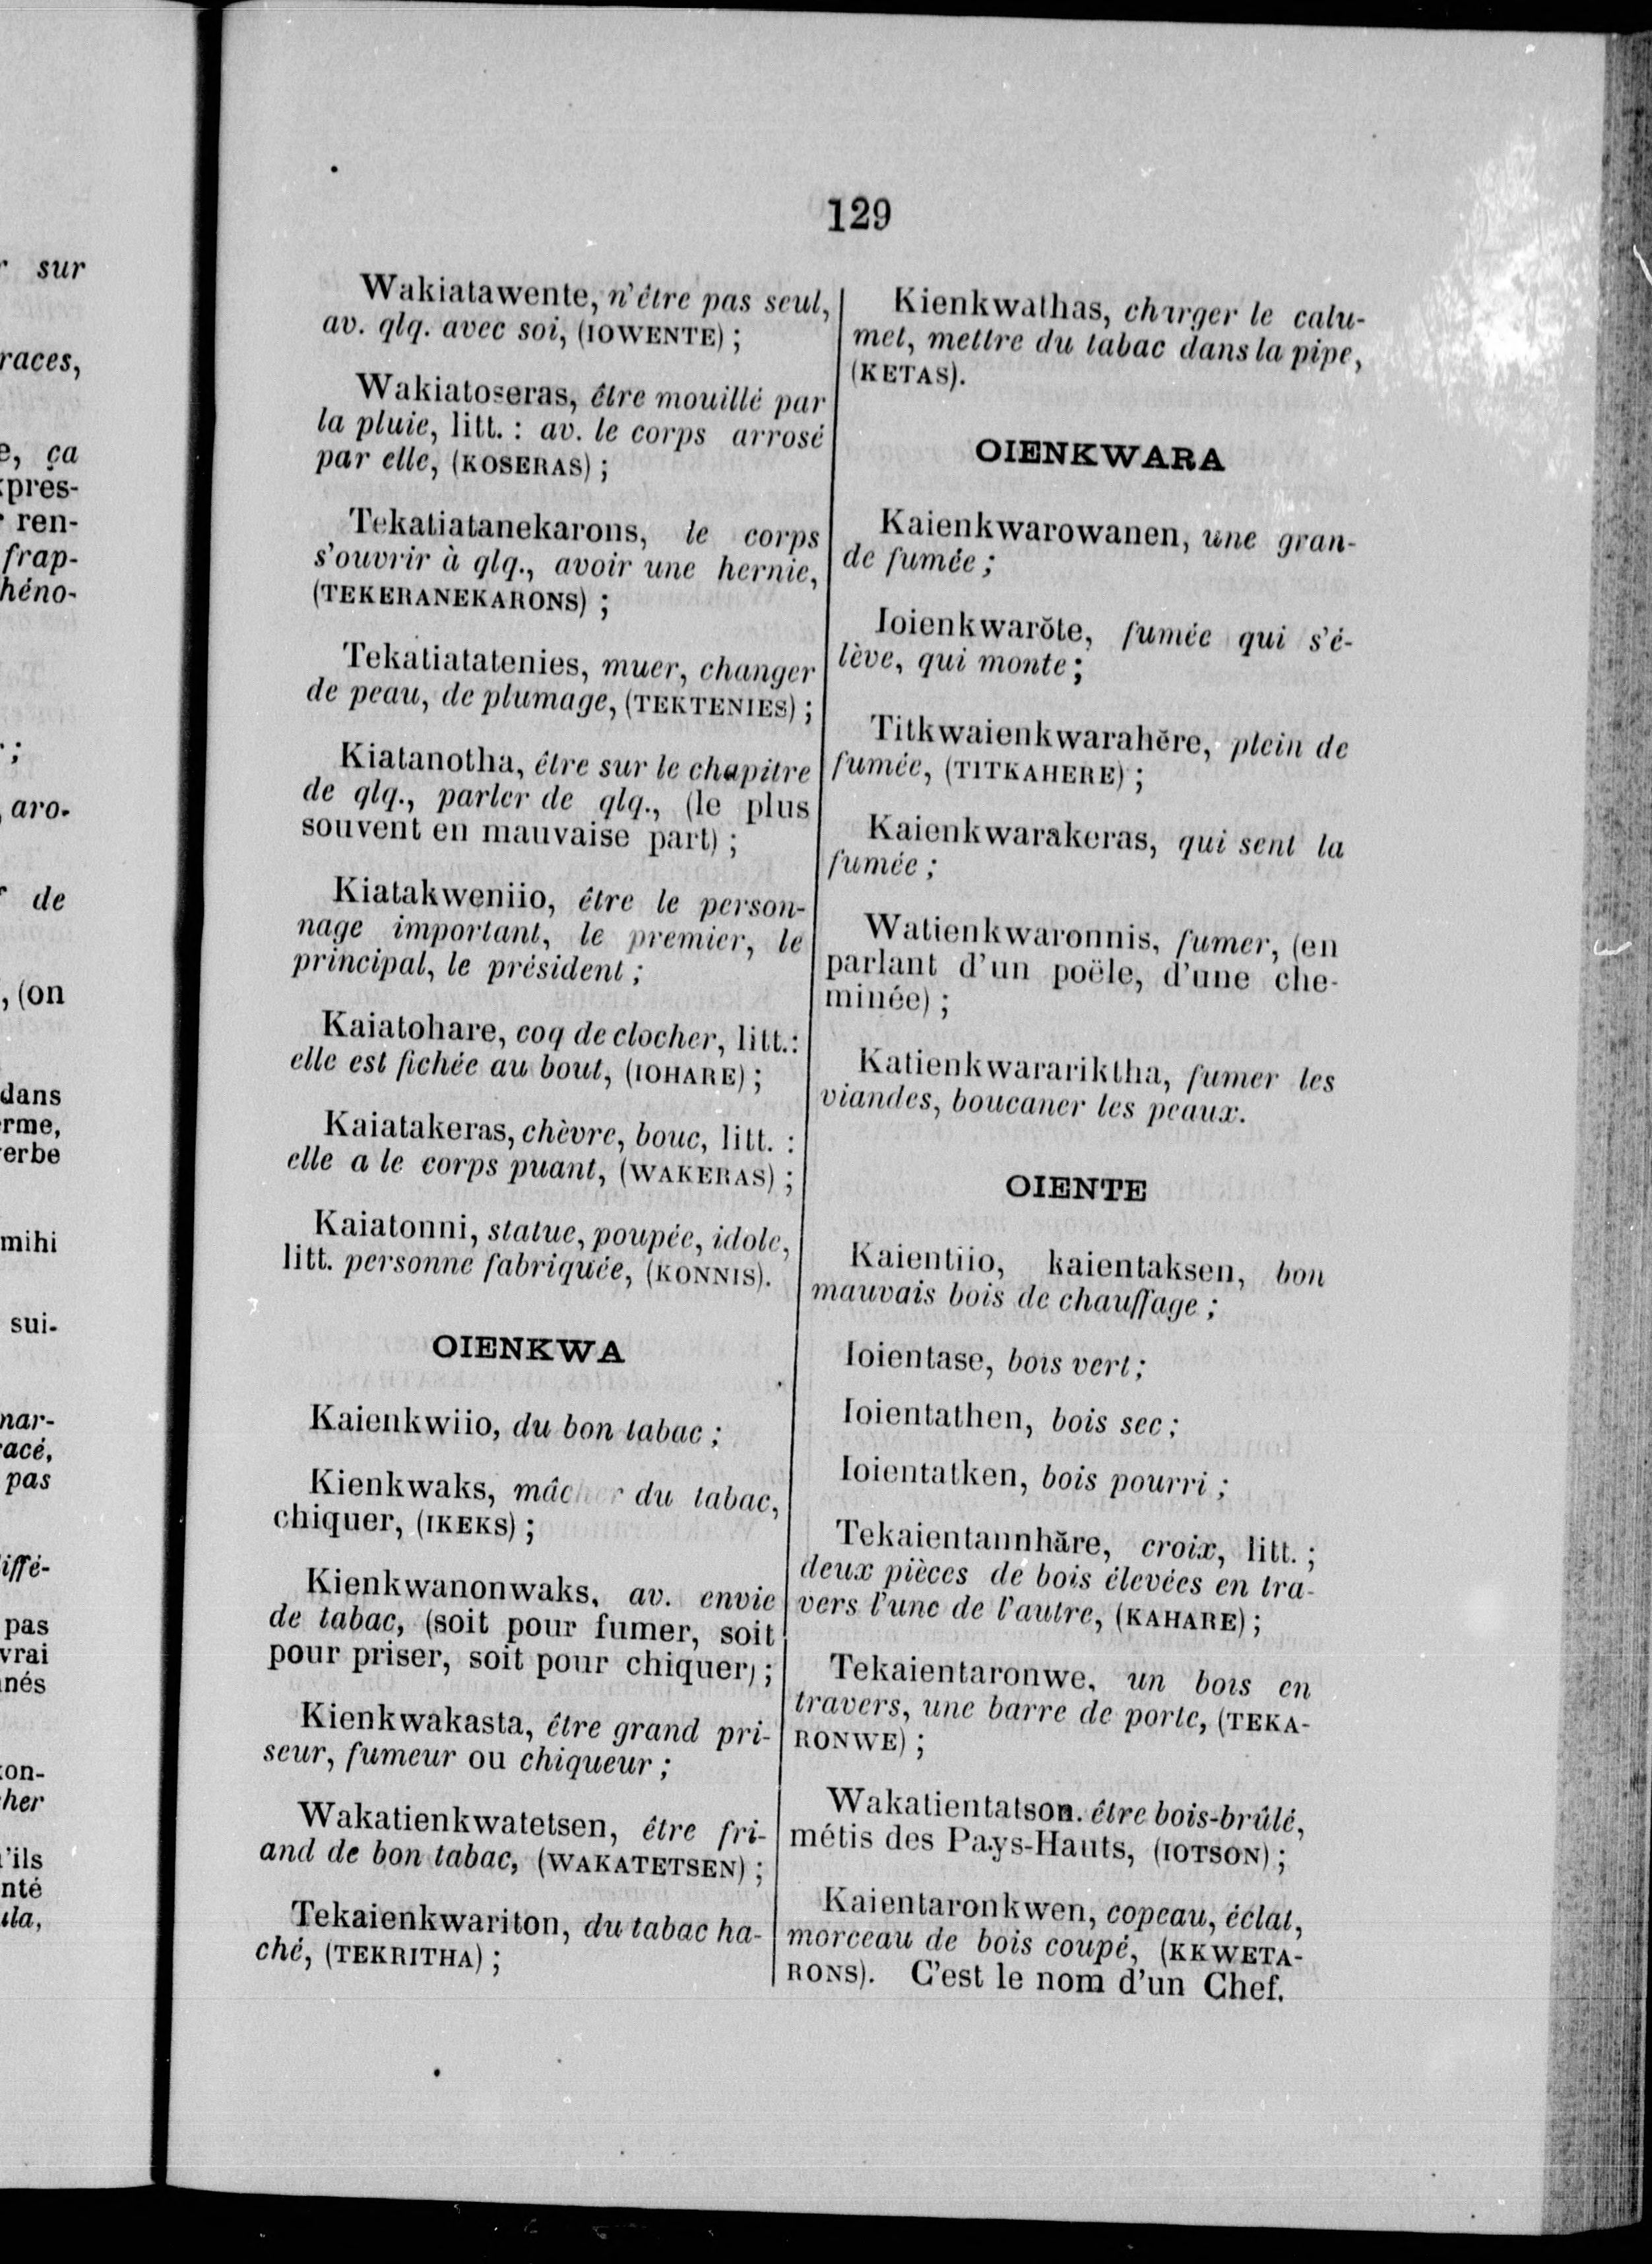 129
Wakiatawente, n'être pas seul,
av. qlq. avec soi, (IOWENTE) ;
Wakiatoseras, être mouillé par
la pluie, litt. : av. le corps arrosé
par elle, (KOSERAS) ;
Tekatiatanekarons, le corps
s'ouvrir à qlq., avoir une hernie,
(TEKERANEKARONS) ;
Tekatiatatenies, muer, changer
de peau, de plumage, (TEKTENIES) ;
Kiatanotha, être sur le chapitre
de qlq., parler de qlq., (le plus
souvent en mauvaise part) ;
Kiatakweniio, être le person-
nage important, le premier, le
principal, le président ;
Kaiatohare, coq de clocher, litt.:
elle est fichée au bout, (IOHARE) ;
Kaiatakeras, chèvre, bouc, litt. :
elle a le corps puant, (WAKERAS) ;
Kaiatonni, statue, poupée, idole,
litt. personne fabriquée, (KONNIS).
OIENKWA
Kaienkwiio, du bon tabac ;
Kienkwaks, mâcher du tabac,
chiquer, (IKEKS) ;
Kienkwanonwaks, av. envie
de tabac, (soit pour fumer, soit
pour priser, soit pour chiquer) ;
Kienkwakasta, être grand pri-
seur, fumeur ou chiqueur ;
Wakatienkwatetsen, être fri-
and de bon tabac, (WAKATETSEN) ;
Tekaienkwariton, du tabac ha-
ché, (TEKRITHA) ;
Kienkwathas, charger le calu-
met, mettre du tabac dans la pipe,
(KETAS).
OIENKWARA
Kaienkwarowanen, une gran-
de fumée ;
Ioienkwarŏte, fumée qui s'é-
lève, qui monte ;
Titkwaienkwarahĕre, plein de
fumée, (TITKAHERE) ;
Kaienkwarakeras, qui sent la
fumée ;
Watienkwaronnis, fumer, (en
parlant d'un poële, d'une che-
minée) ;
Katienkwarariktha, fumer les
viandes, boucaner les peaux.
OIENTE
Kaientiio, kaientaksen, bon
mauvais bois de chauffage ;
Ioientase, bois vert ;
Ioientathen, bois sec ;
Ioientatken, bois pourri ;
Tekaientannhăre, croix, litt. ;
deux pièces de bois élevées en tra-
vers l'une de l'autre, (KAHARE) ;
Tekaientaronwe, un bois en
travers, une barre de porte, (TEKA-
RONWE) ;
Wakatientatson. être bois-brûlé,
métis des Pays-Hauts, (IOTSON) ;
Kaientaronkwen, copeau, éclat,
morceau de bois coupé, (KKWETA-
RONS). C'est le nom d'un Chef.
sur
races,
ça
ren-
aro.
de
, (on
dans
mihi
sui-
pas
pas
vrai